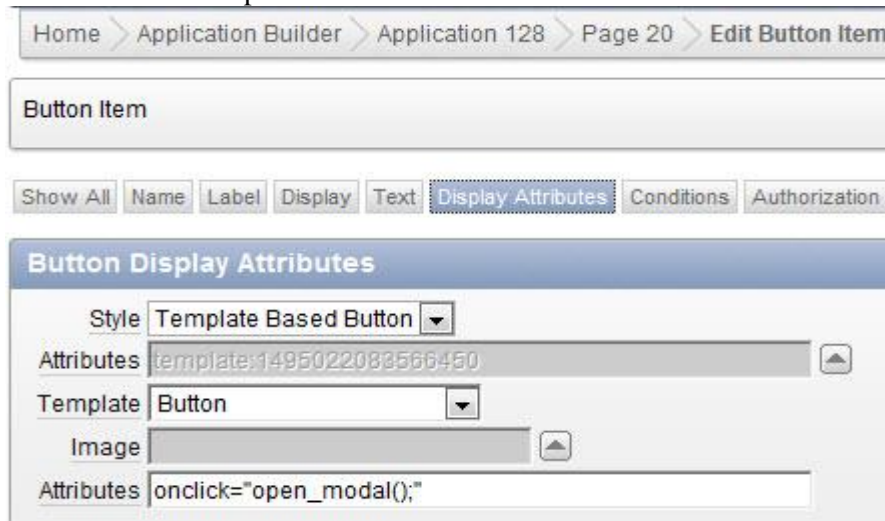 Home Application Builder Application 128 Page 20 Edit Button Item
Button Item
Show All Name Label Display Text Display Attributes Conditions Authorization
Button Display Attributes
Style Template Based Button
Attributes template:1495022083566450
Template Button
Image
Attributes onclick="open_modal();"